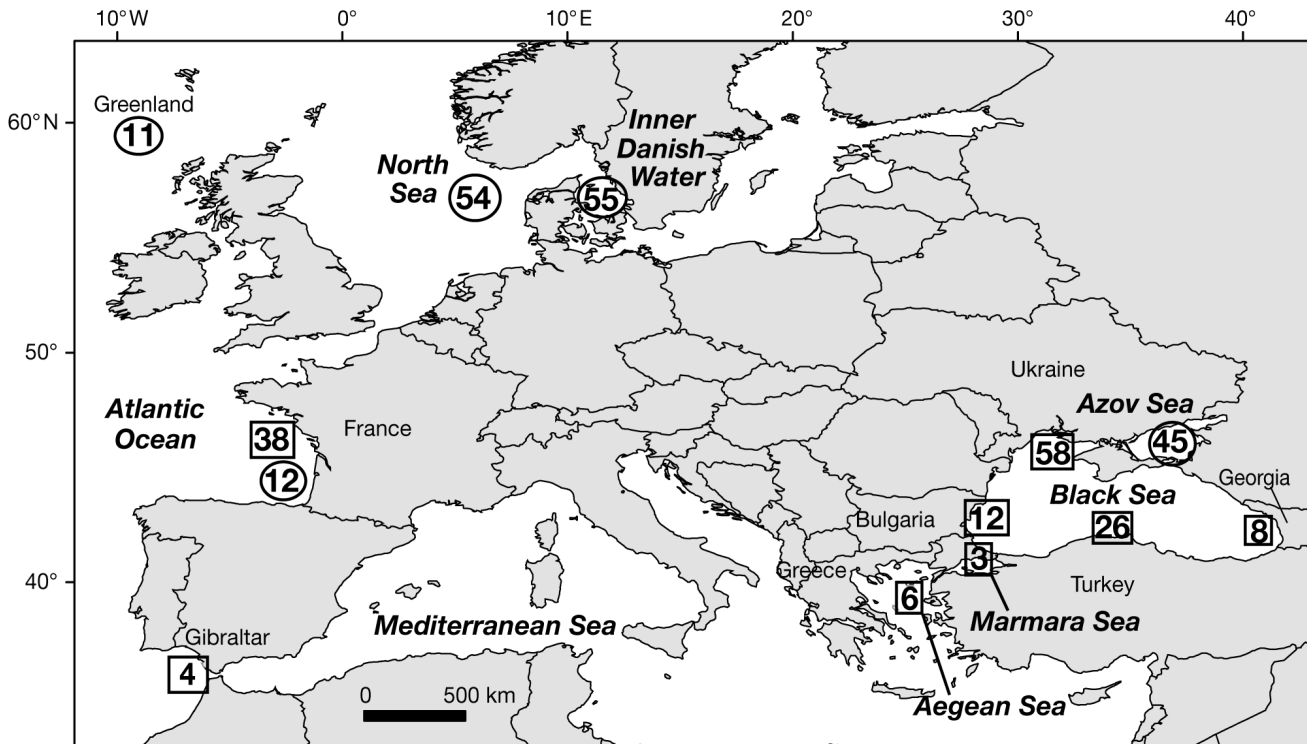 10°W 0° 10°E 20° 30° 40°
60°N
50°
40°
Greenland
11
North
Sea
54
Inner
Danish
Water
55
Atlantic
Ocean
38
12
France
Ukraine
Azov Sea
45
58
Georgia
Black Sea
Bulgaria
12
26
8
3
Greece
6
Turkey
Marmara Sea
Mediterranean Sea
Gibraltar
4
0 500 km
Aegean Sea